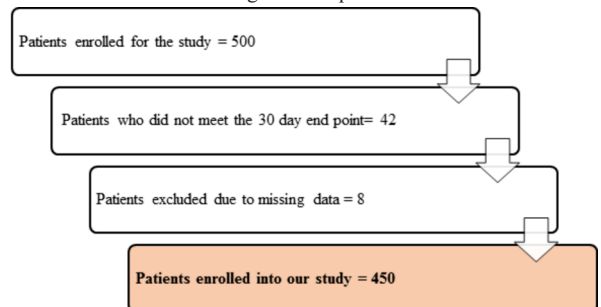 Patients enrolled for the study = 500
Patients who did not meet the 30 day end point= 42
Patients excluded due to missing data = 8
Patients enrolled into our study = 450